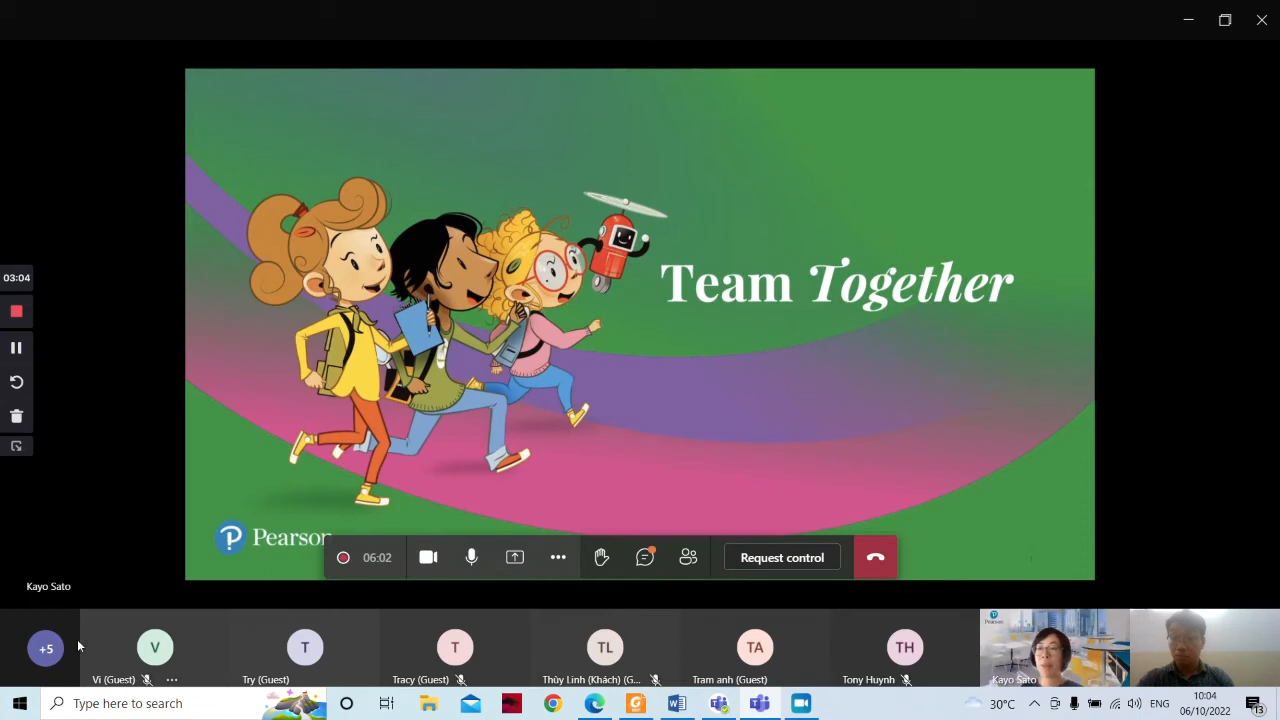 Team Together
03:04
Pearson
06:02
Request control
Kayo Sato
+5
V
T
T
TL
TA
TH
Vi (Guest)
Try (Guest)
Tracy (Guest)
Thùy Linh (Khách) (G...
Tram anh (Guest)
Tony Huynh
Kayo Sato
Pearson
Type here to search
30°C
ENG
10:04
06/10/2022
13